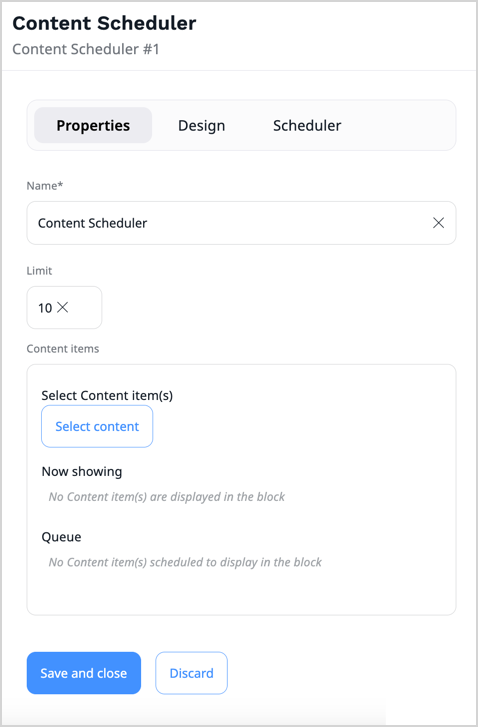 Content Scheduler
Content Scheduler #1
Properties Design Scheduler
Name*
Content Scheduler
Limit
10
Content items
Select Content item(s)
Select content
Now showing
No Content item(s) are displayed in the block
Queue
No Content item(s) scheduled to display in the block
Save and close Discard